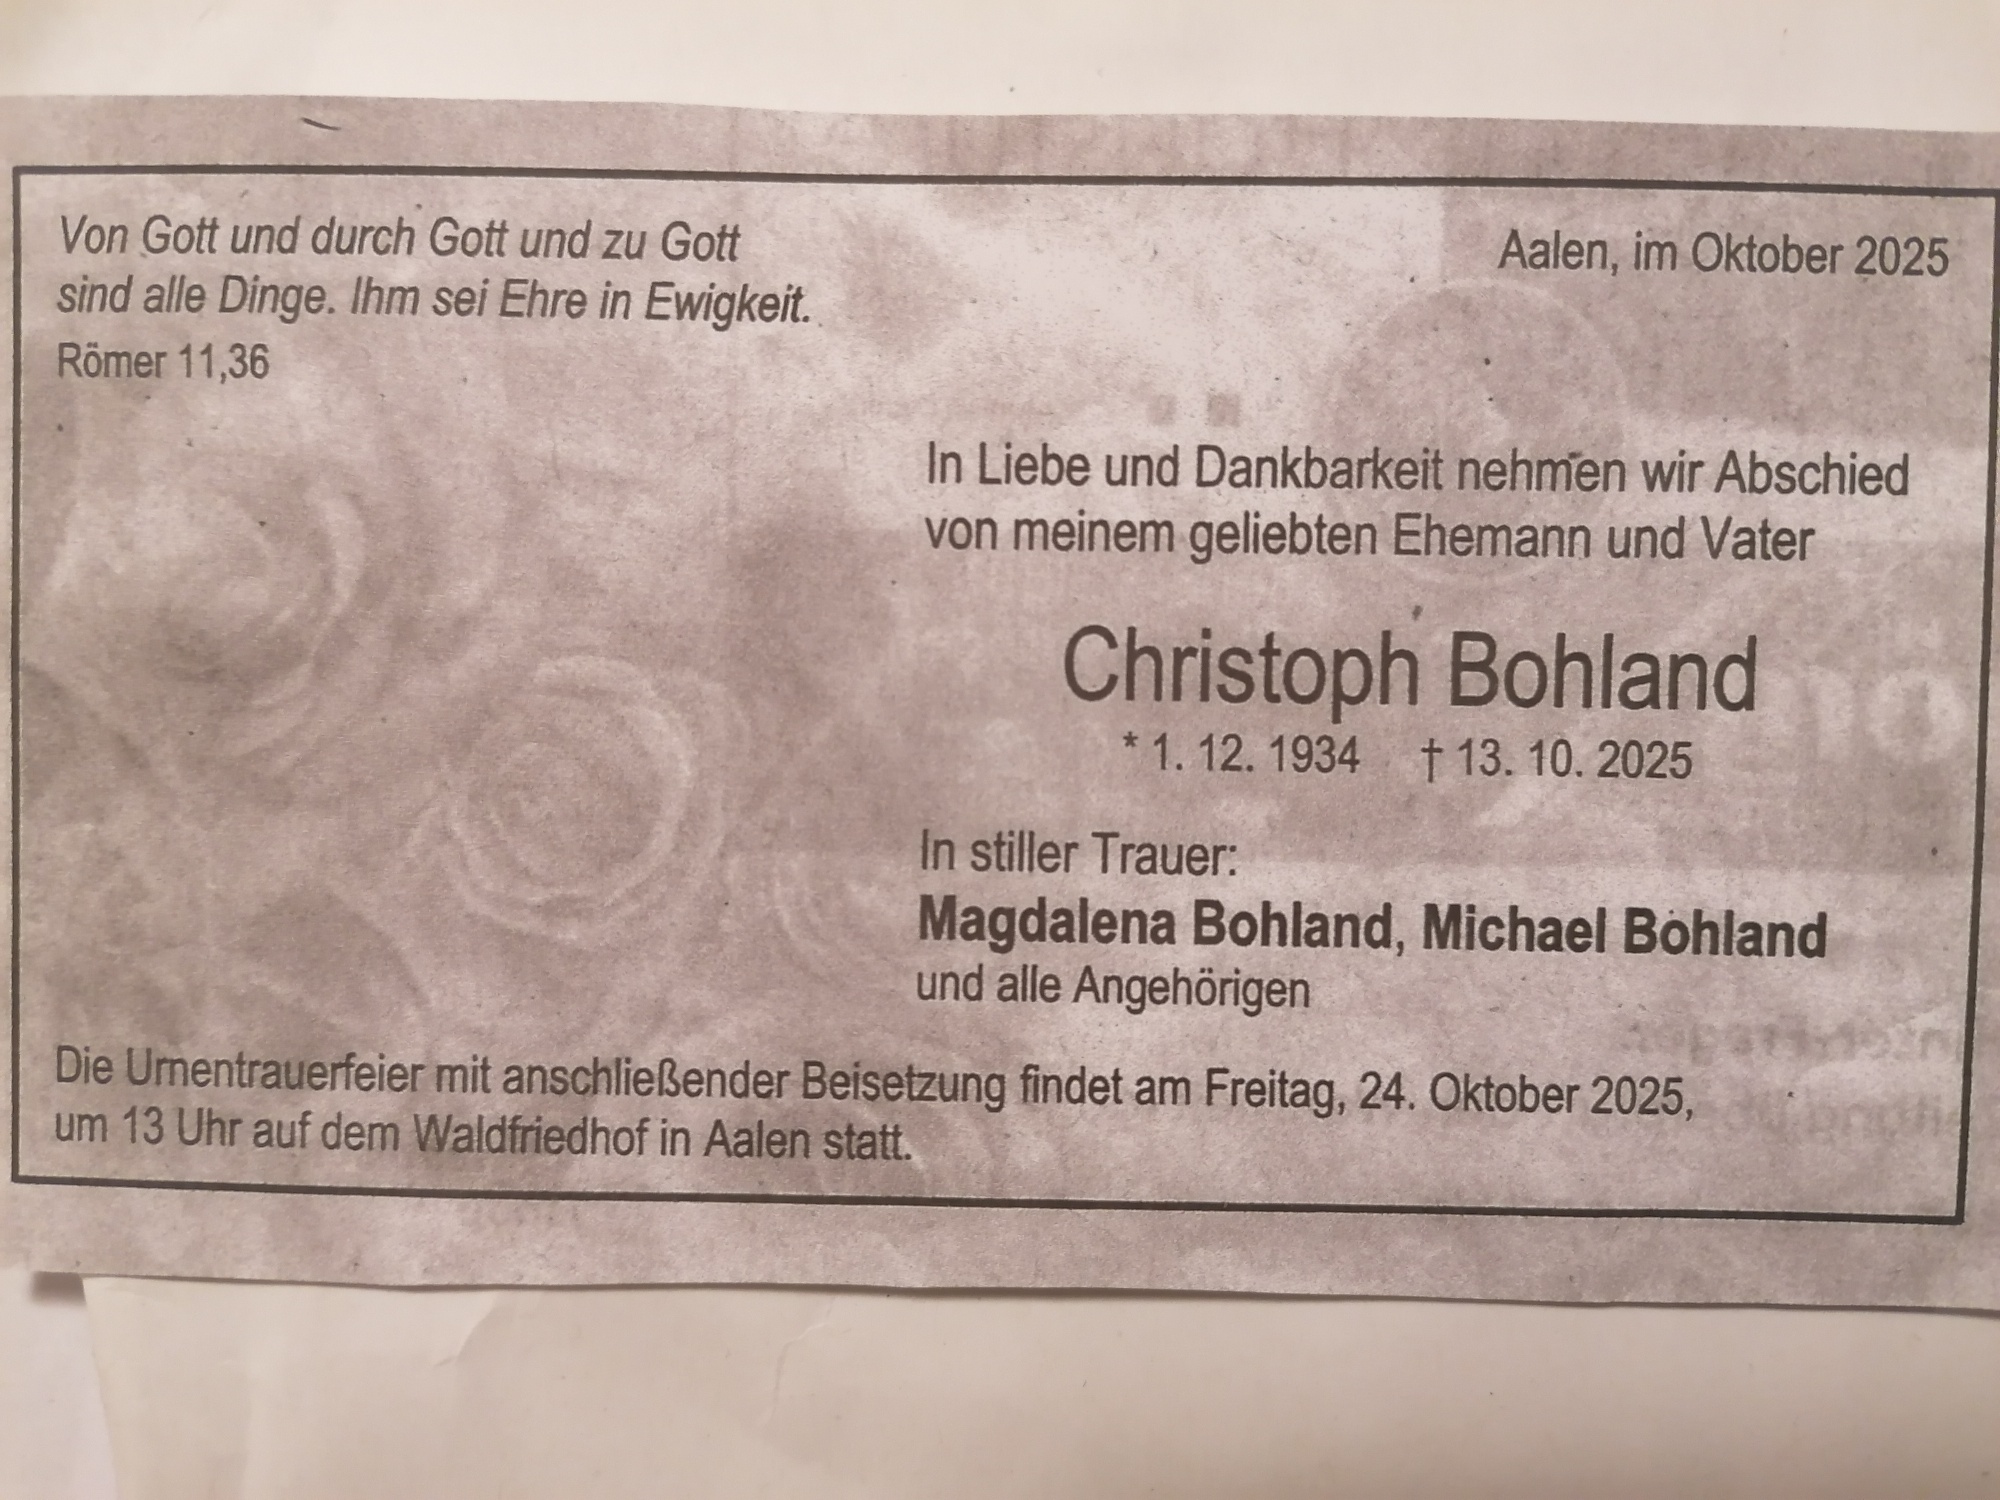 Von Gott und durch Gott und zu Gott
sind alle Dinge. Ihm sei Ehre in Ewigkeit.
Römer 11,36
Aalen, im Oktober 2025
In Liebe und Dankbarkeit nehmen wir Abschied
von meinem geliebten Ehemann und Vater
Christoph Bohland
* 1. 12. 1934 † 13. 10. 2025
In stiller Trauer:
Magdalena Bohland, Michael Bohland
und alle Angehörigen
Die Urnentrauerfeier mit anschließender Beisetzung findet am Freitag, 24. Oktober 2025,
um 13 Uhr auf dem Waldfriedhof in Aalen statt.